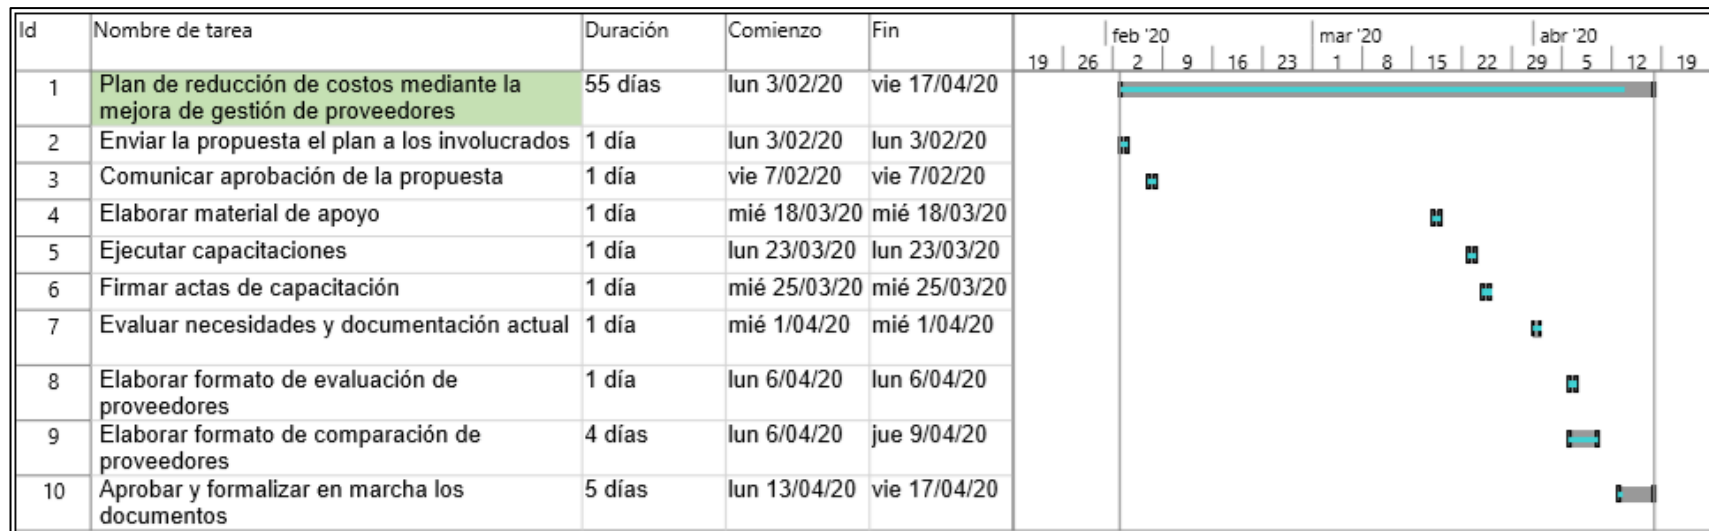 Id Nombre de tarea Duración Comienzo Fin feb '20 mar '20 abr '20
19 26 2 9 16 23 1 8 15 22 29 5 12 19
1 Plan de reducción de costos mediante la 55 días lun 3/02/20 vie 17/04/20
mejora de gestión de proveedores
2 Enviar la propuesta el plan a los involucrados 1 día lun 3/02/20 lun 3/02/20
3 Comunicar aprobación de la propuesta 1 día vie 7/02/20 vie 7/02/20
4 Elaborar material de apoyo 1 día mié 18/03/20 mié 18/03/20
5 Ejecutar capacitaciones 1 día lun 23/03/20 lun 23/03/20
6 Firmar actas de capacitación 1 día mié 25/03/20 mié 25/03/20
7 Evaluar necesidades y documentación actual 1 día mié 1/04/20 mié 1/04/20
8 Elaborar formato de evaluación de 1 día lun 6/04/20 lun 6/04/20
proveedores
9 Elaborar formato de comparación de 4 días lun 6/04/20 jue 9/04/20
proveedores
10 Aprobar y formalizar en marcha los 5 días lun 13/04/20 vie 17/04/20
documentos